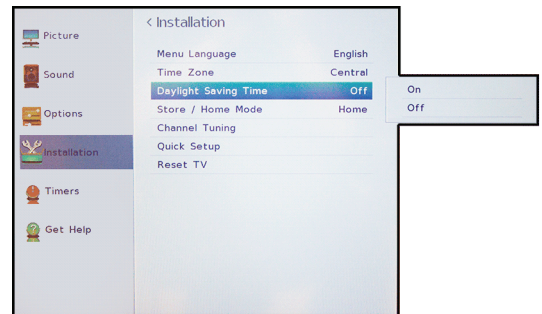 Picture
Sound
Options
Installation
Timers
Get Help
< Installation
Menu Language English
Time Zone Central
Daylight Saving Time Off
Store / Home Mode Home
Channel Tuning
Quick Setup
Reset TV
On
Off